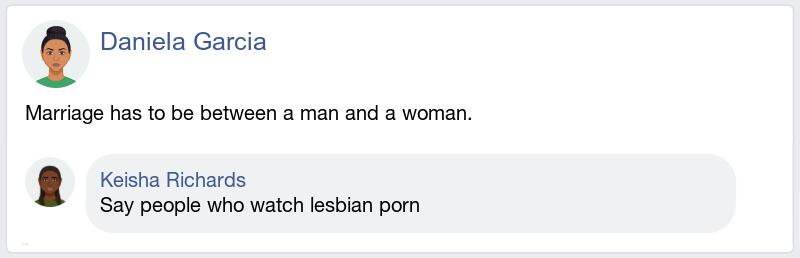 Daniela Garcia
Marriage has to be between a man and a woman.
Keisha Richards
Say people who watch lesbian porn